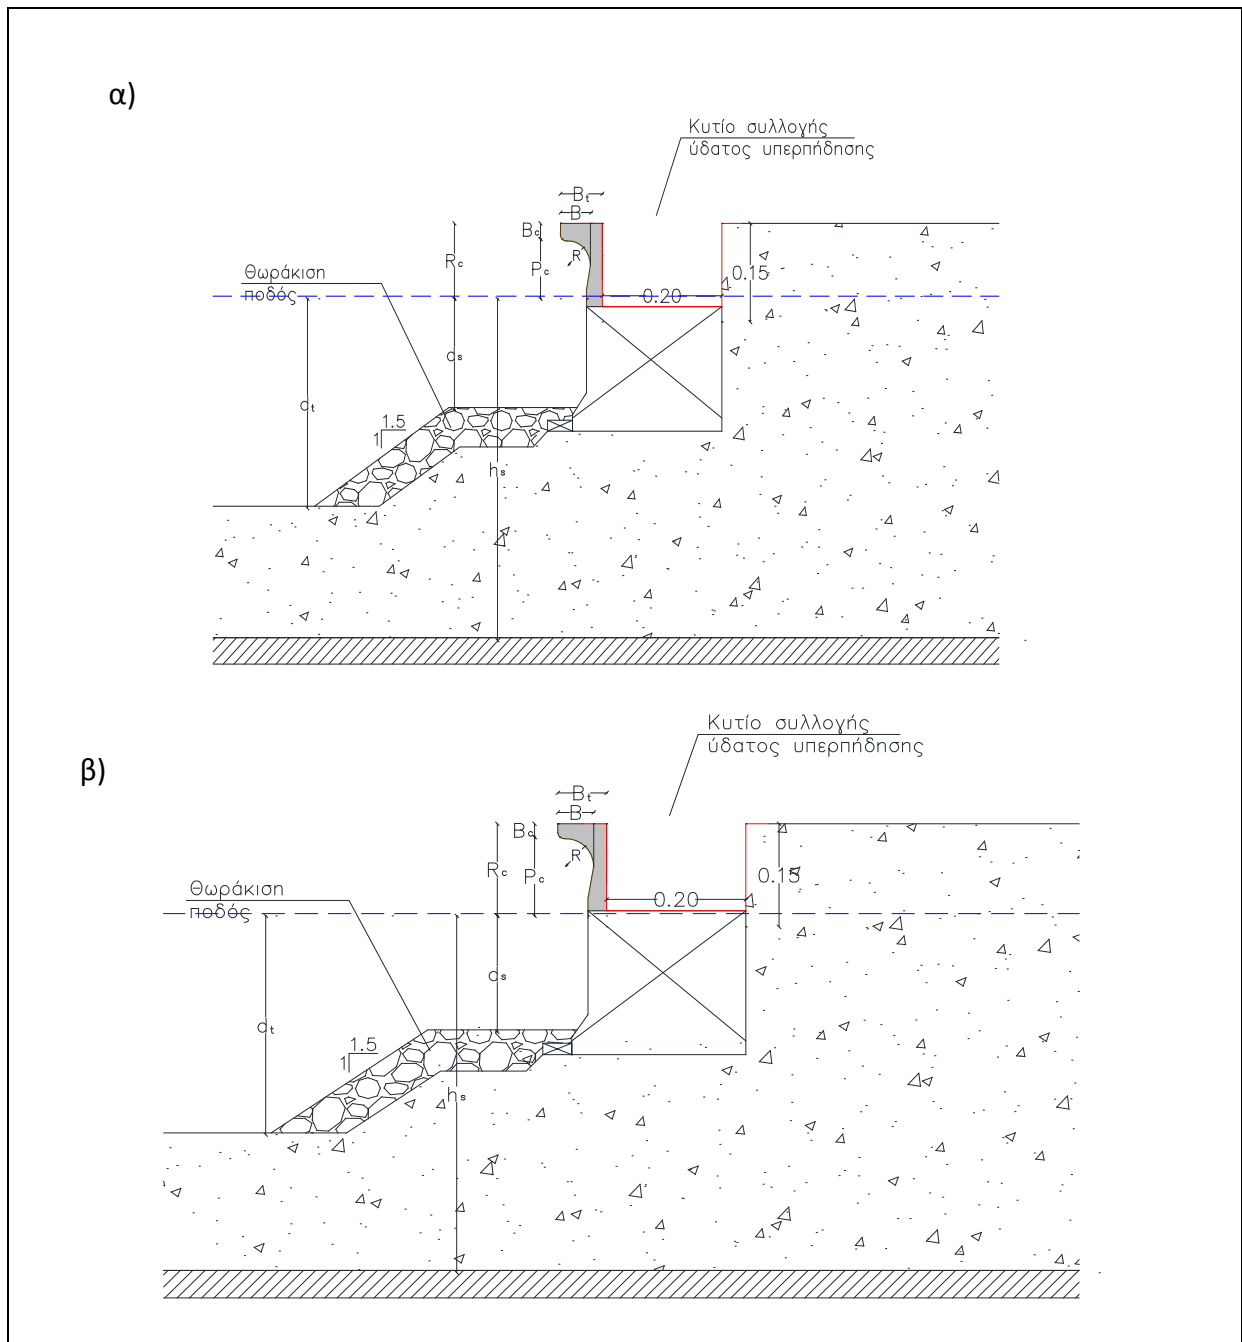 α)
Κυτίο συλλογής
ύδατος υπερπήδησης
Bt
B
Bc
Rc
Pc
R
0.15
0.20
Θωράκιση
ποδός
ds
dt
1.5
1
hs
β)
Κυτίο συλλογής
ύδατος υπερπήδησης
Bt
B
Bc
Rc
Pc
R
0.15
0.20
Θωράκιση
ποδός
ds
dt
1.5
1
hs